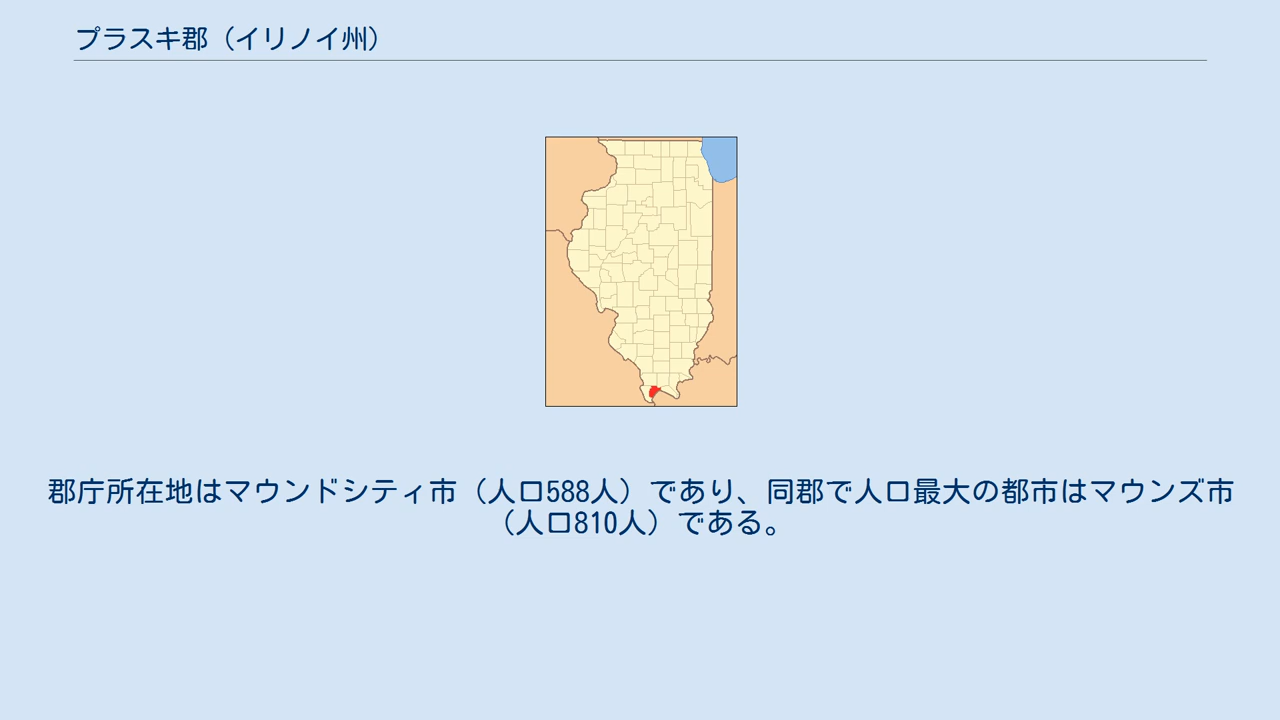 プラスキ郡（イリノイ州）
郡庁所在地はマウンドシティ市（人口588人）であり、同郡で人口最大の都市はマウンズ市
（人口810人）である。